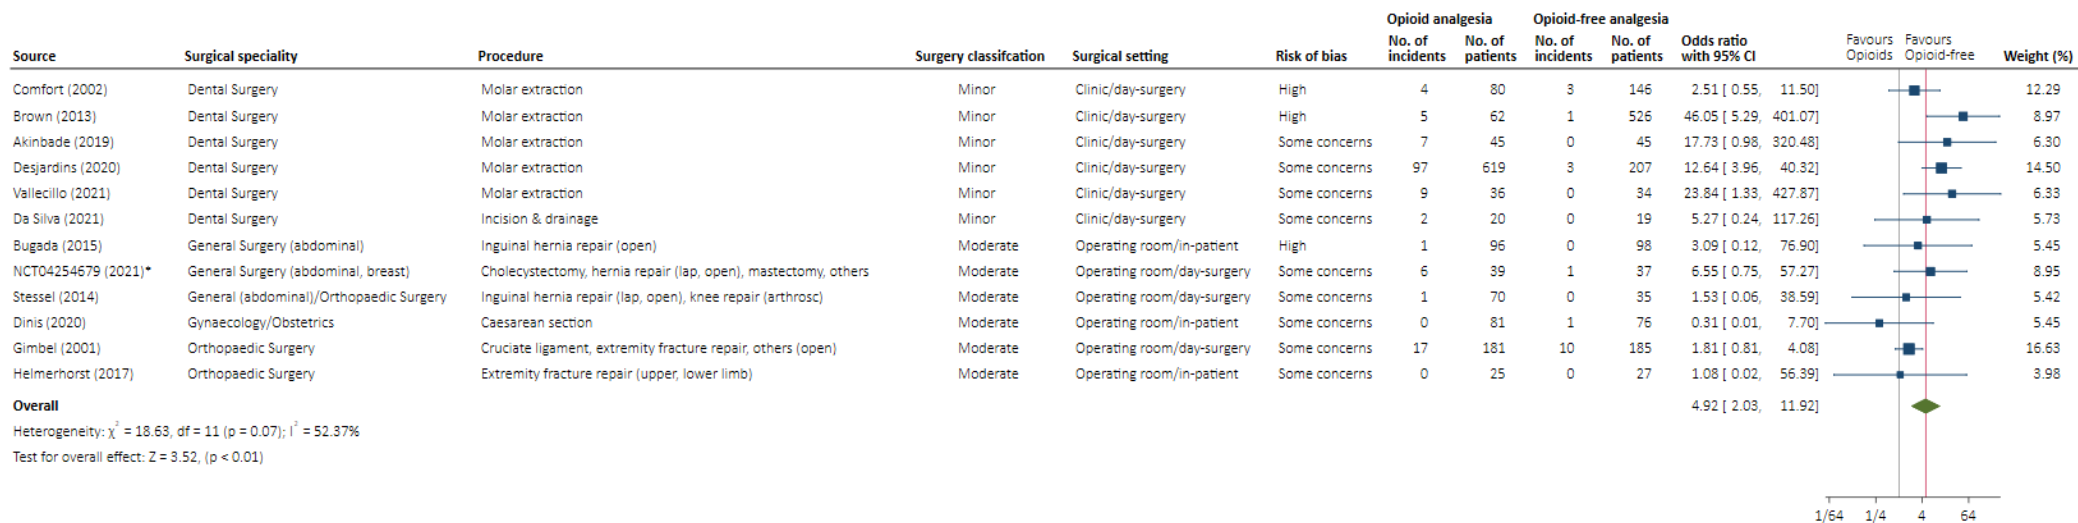 Opioid analgesia Opioid-free analgesia
No. of No. of No. of No. of Odds ratio Favours Favours
Source Surgical speciality Procedure Surgery classifcation Surgical setting Risk of bias incidents patients incidents patients with 95% CI Opioids Opioid-free Weight (%)
Comfort (2002) Dental Surgery Molar extraction Minor Clinic/day-surgery High 4 80 3 146 2.51 [ 0.55, 11.50] 12.29
Brown (2013) Dental Surgery Molar extraction Minor Clinic/day-surgery High 5 62 1 526 46.05 [ 5.29, 401.07] 8.97
Akinbade (2019) Dental Surgery Molar extraction Minor Clinic/day-surgery Some concerns 7 45 0 45 17.73 [ 0.98, 320.48] 6.30
Desjardins (2020) Dental Surgery Molar extraction Minor Clinic/day-surgery Some concerns 97 619 3 207 12.64 [ 3.96, 40.32] 14.50
Vallecillo (2021) Dental Surgery Molar extraction Minor Clinic/day-surgery Some concerns 9 36 0 34 23.84 [ 1.33, 427.87] 6.33
Da Silva (2021) Dental Surgery Incision & drainage Minor Clinic/day-surgery Some concerns 2 20 0 19 5.27 [ 0.24, 117.26] 5.73
Bugada (2015) General Surgery (abdominal) Inguinal hernia repair (open) Moderate Operating room/in-patient High 1 96 0 98 3.09 [ 0.12, 76.90] 5.45
NCT04254679 (2021)* General Surgery (abdominal, breast) Cholecystectomy, hernia repair (lap, open), mastectomy, others Moderate Operating room/day-surgery Some concerns 6 39 1 37 6.55 [ 0.75, 57.27] 8.95
Stessel (2014) General (abdominal)/Orthopaedic Surgery Inguinal hernia repair (lap, open), knee repair (arthrosc) Moderate Operating room/day-surgery Some concerns 1 70 0 35 1.53 [ 0.06, 38.59] 5.42
Dinis (2020) Gynaecology/Obstetrics Caesarean section Moderate Operating room/in-patient Some concerns 0 81 1 76 0.31 [ 0.01, 7.70] 5.45
Gimbel (2001) Orthopaedic Surgery Cruciate ligament, extremity fracture repair, others (open) Moderate Operating room/day-surgery Some concerns 17 181 10 185 1.81 [ 0.81, 4.08] 16.63
Helmerhorst (2017) Orthopaedic Surgery Extremity fracture repair (upper, lower limb) Moderate Operating room/in-patient Some concerns 0 25 0 27 1.08 [ 0.02, 56.39] 3.98
Overall 4.92 [ 2.03, 11.92]
Heterogeneity: χ² = 18.63, df = 11 (p = 0.07); I² = 52.37%
Test for overall effect: Z = 3.52, (p < 0.01)
1/64 1/4 4 64